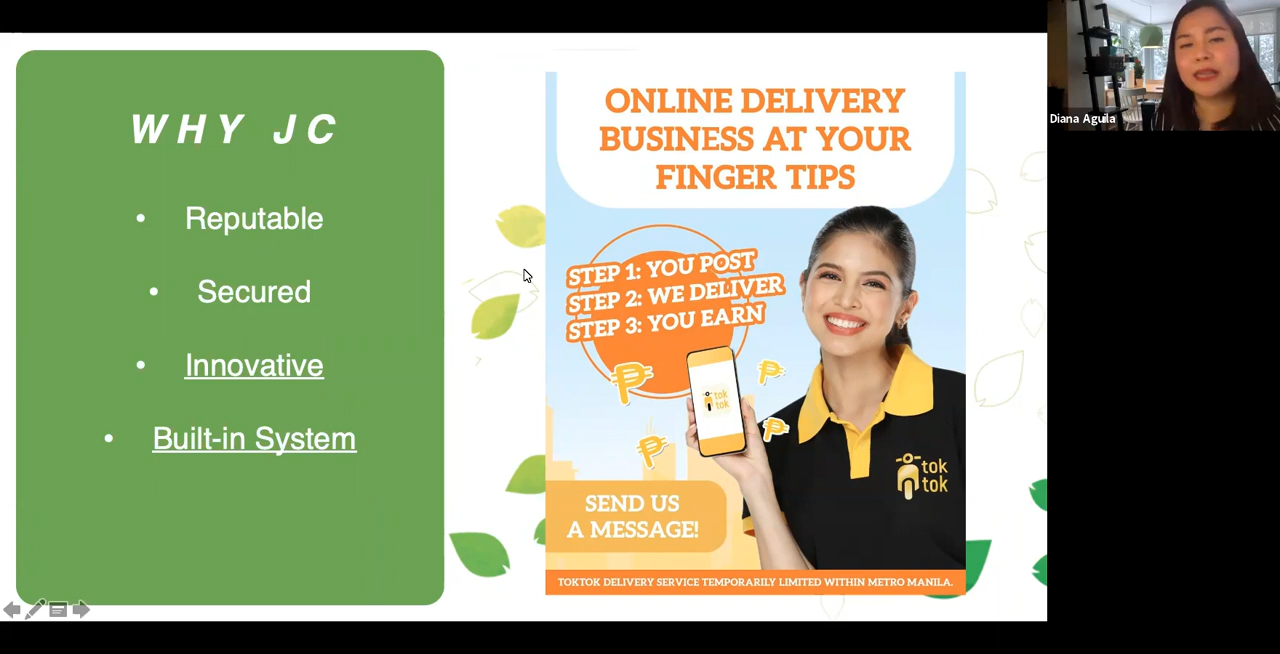 WHY JC
• Reputable
• Secured
• Innovative
• Built-in System
ONLINE DELIVERY
BUSINESS AT YOUR
FINGER TIPS
STEP 1: YOU POST
STEP 2: WE DELIVER
STEP 3: YOU EARN
tok
tok
tok
tok
SEND US
A MESSAGE!
TOKTOK DELIVERY SERVICE TEMPORARILY LIMITED WITHIN METRO MANILA.
Diana Aguila